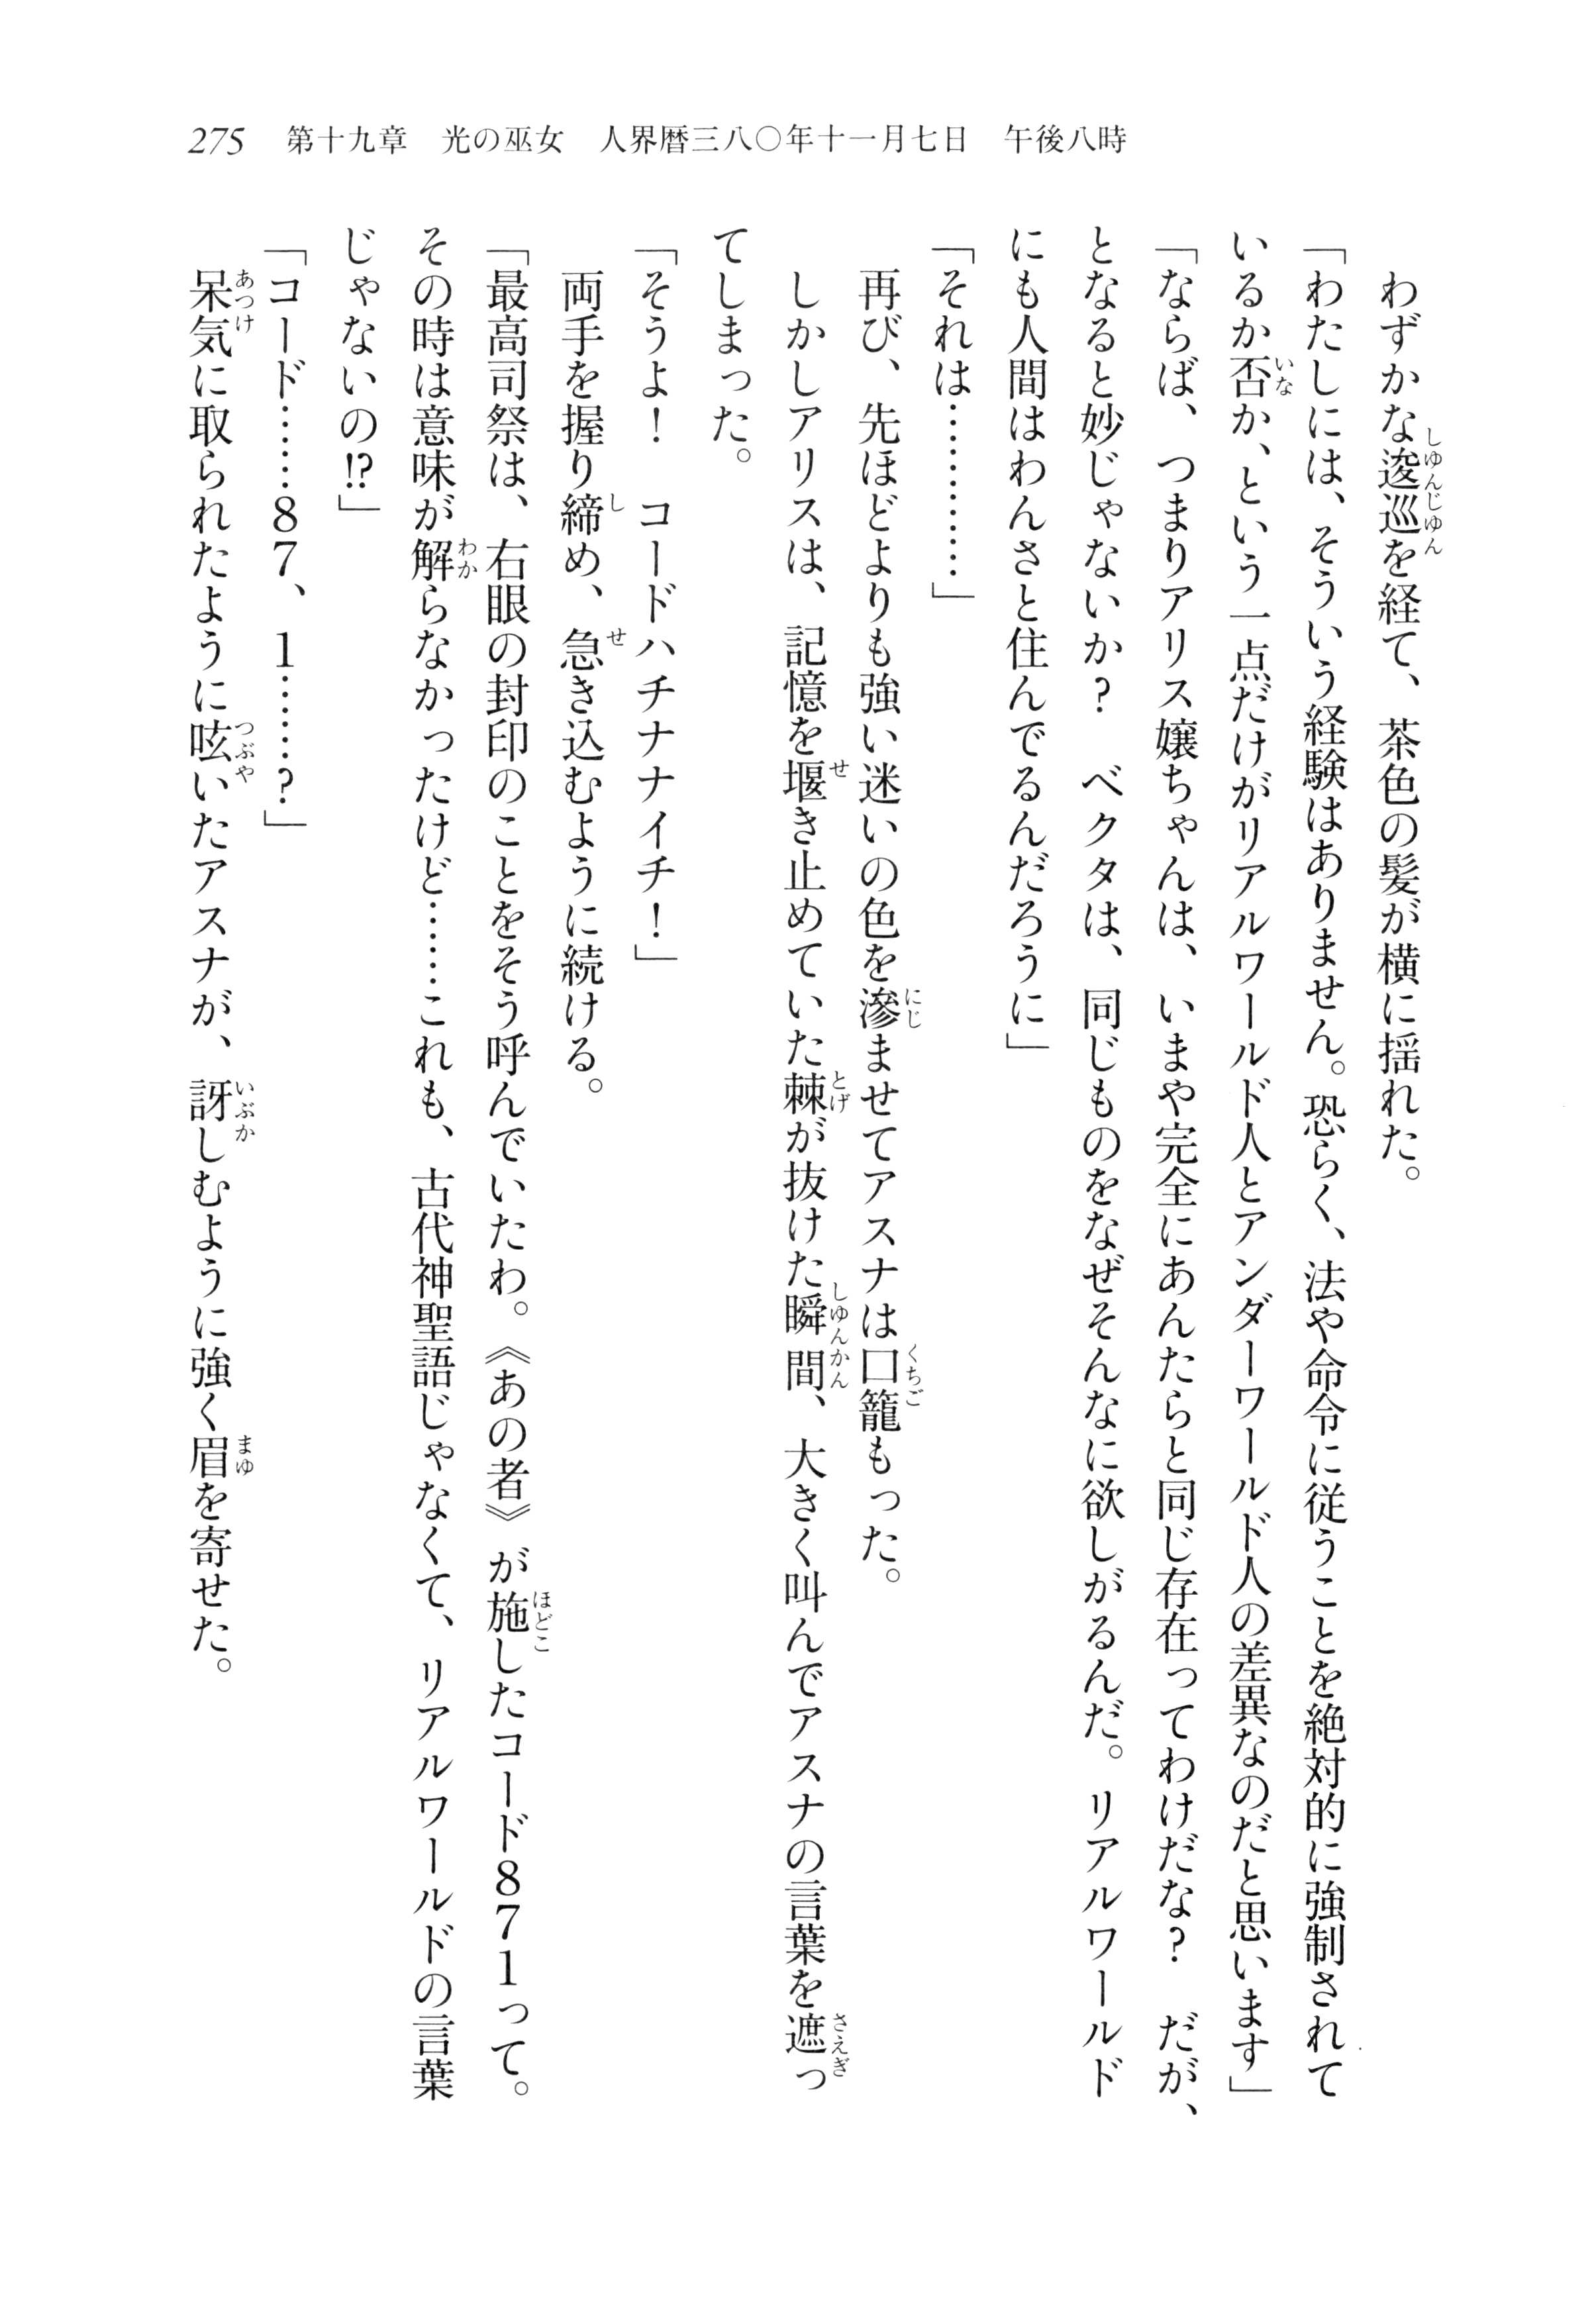 275　第十九章　光の巫女　人界暦三八〇年十一月七日　午後八時
　わずかな逡巡を経て、茶色の髪が横に揺れた。
「わたしには、そういう経験はありません。恐らく、法や命令に従うことを絶対的に強制されて
いるか否か、という一点だけがリアルワールド人とアンダーワールド人の差異なのだと思います」
「ならば、つまりアリス嬢ちゃんは、いまや完全にあんたらと同じ存在ってわけだな？　だが、
となると妙じゃないか？　ベクタは、同じものをなぜそんなに欲しがるんだ。リアルワールド
にも人間はわんさと住んでるんだろうに」
「それは…………」
　再び、先ほどよりも強い迷いの色を滲ませてアスナは口籠もった。
　しかしアリスは、記憶を堰き止めていた棘が抜けた瞬間、大きく叫んでアスナの言葉を遮っ
てしまった。
「そうよ！　コードハチナナイチ！」
　両手を握り締め、急き込むように続ける。
「最高司祭は、右眼の封印のことをそう呼んでいたわ。《あの者》が施したコード871って。
その時は意味が解らなかったけど……これも、古代神聖語じゃなくて、リアルワールドの言葉
じゃないの!?」
「コード……87、1……？」
　呆気に取られたように呟いたアスナが、訝しむように強く眉を寄せた。